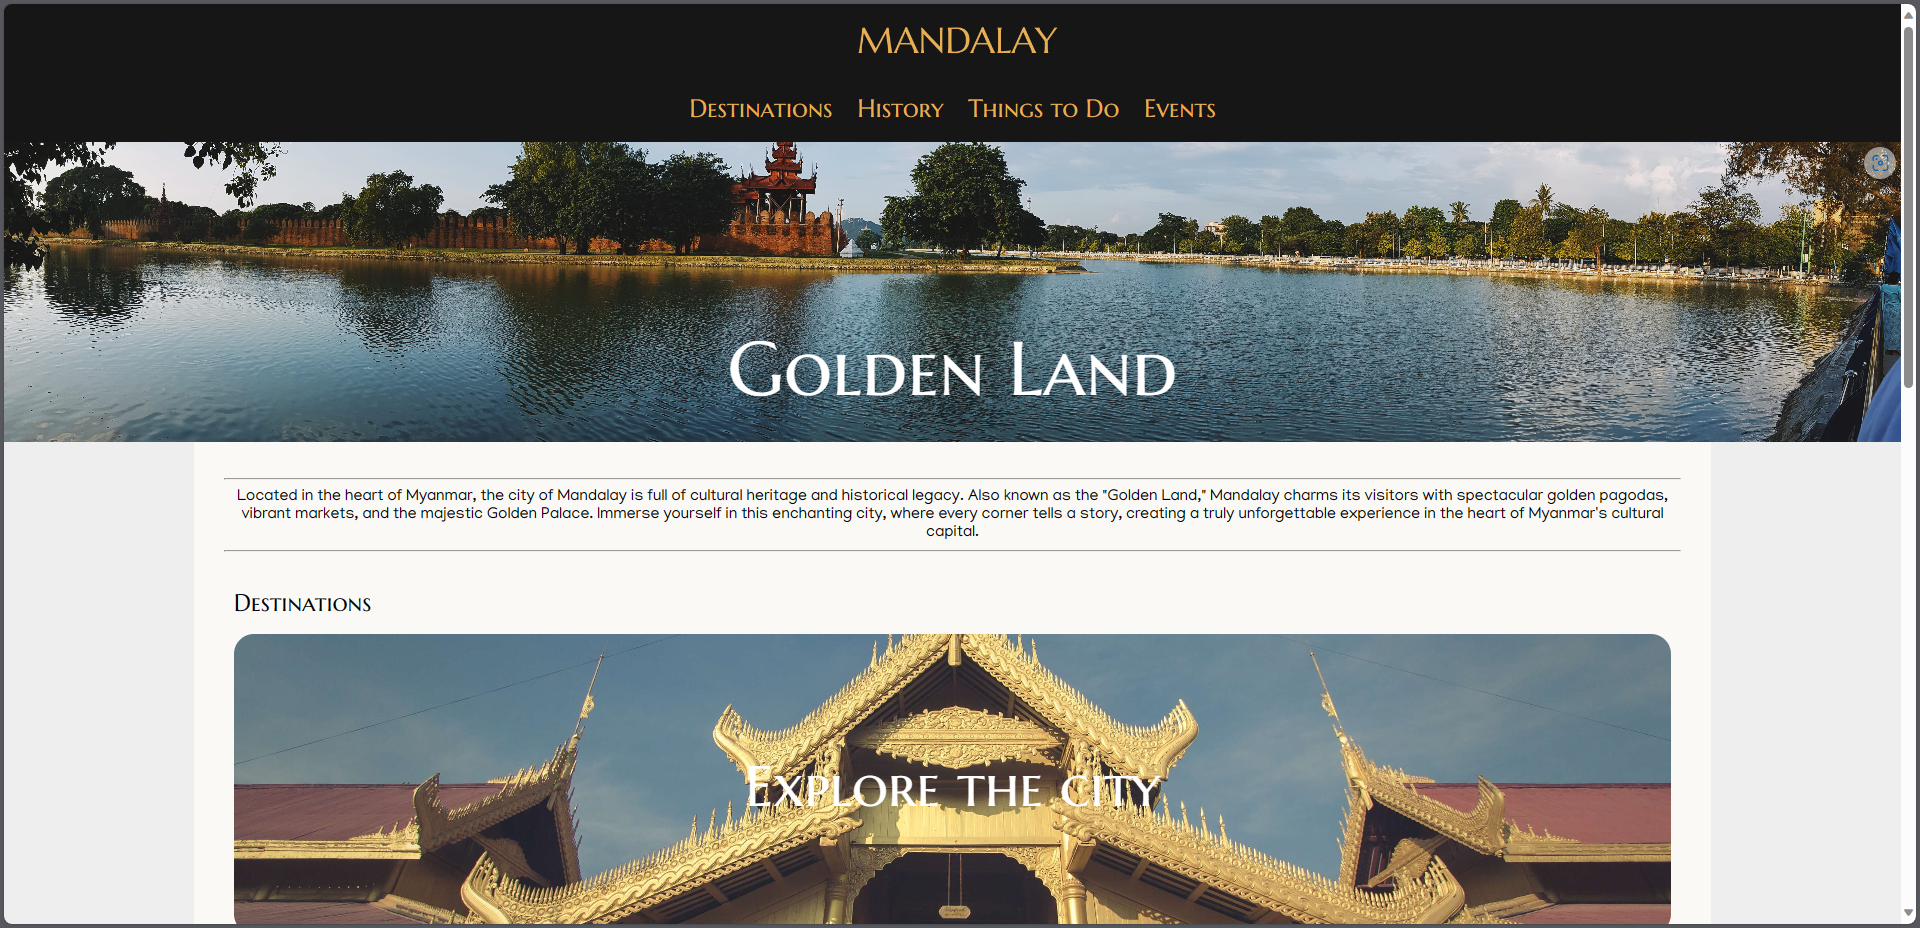 MANDALAY
Destinations History Things to Do Events
Golden Land
Located in the heart of Myanmar, the city of Mandalay is full of cultural heritage and historical legacy. Also known as the "Golden Land," Mandalay charms its visitors with spectacular golden pagodas,
vibrant markets, and the majestic Golden Palace. Immerse yourself in this enchanting city, where every corner tells a story, creating a truly unforgettable experience in the heart of Myanmar's cultural
capital.
Destinations
Explore the city